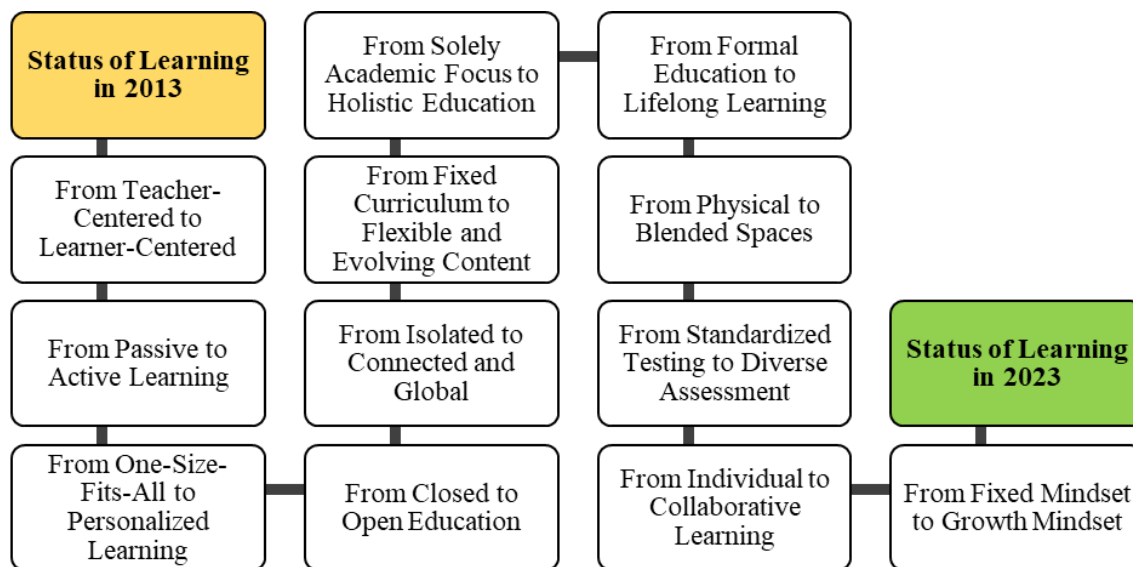 Status of Learning
in 2013
From Teacher-
Centered to
Learner-Centered
From Passive to
Active Learning
From One-Size-
Fits-All to
Personalized
Learning
From Closed to
Open Education
From Isolated to
Connected and
Global
From Fixed
Curriculum to
Flexible and
Evolving Content
From Solely
Academic Focus to
Holistic Education
From Formal
Education to
Lifelong Learning
From Physical to
Blended Spaces
From Standardized
Testing to Diverse
Assessment
From Individual to
Collaborative
Learning
From Fixed Mindset
to Growth Mindset
Status of Learning
in 2023